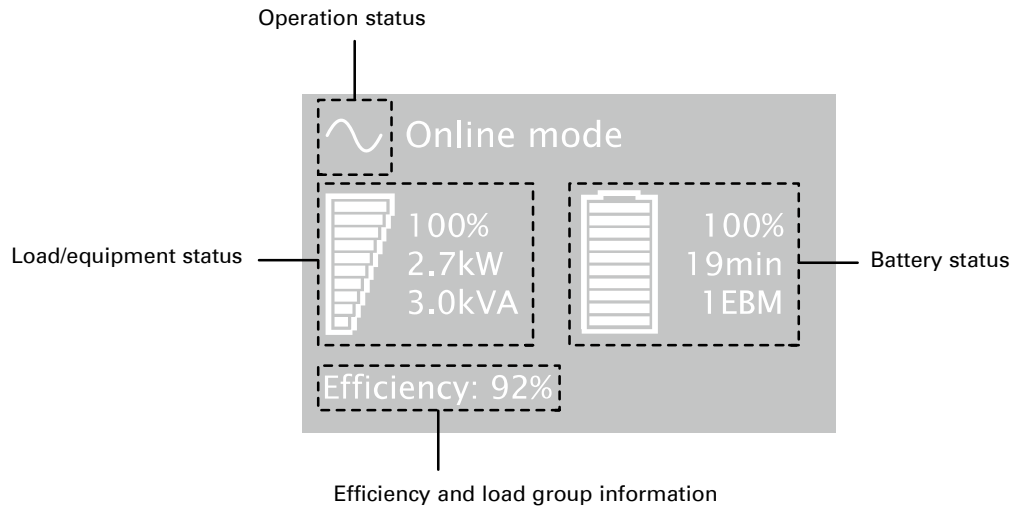 Operation status
Online mode
Load/equipment status
100%
2.7kW
3.0kVA
100%
19min
1EBM
Battery status
Efficiency: 92%
Efficiency and load group information